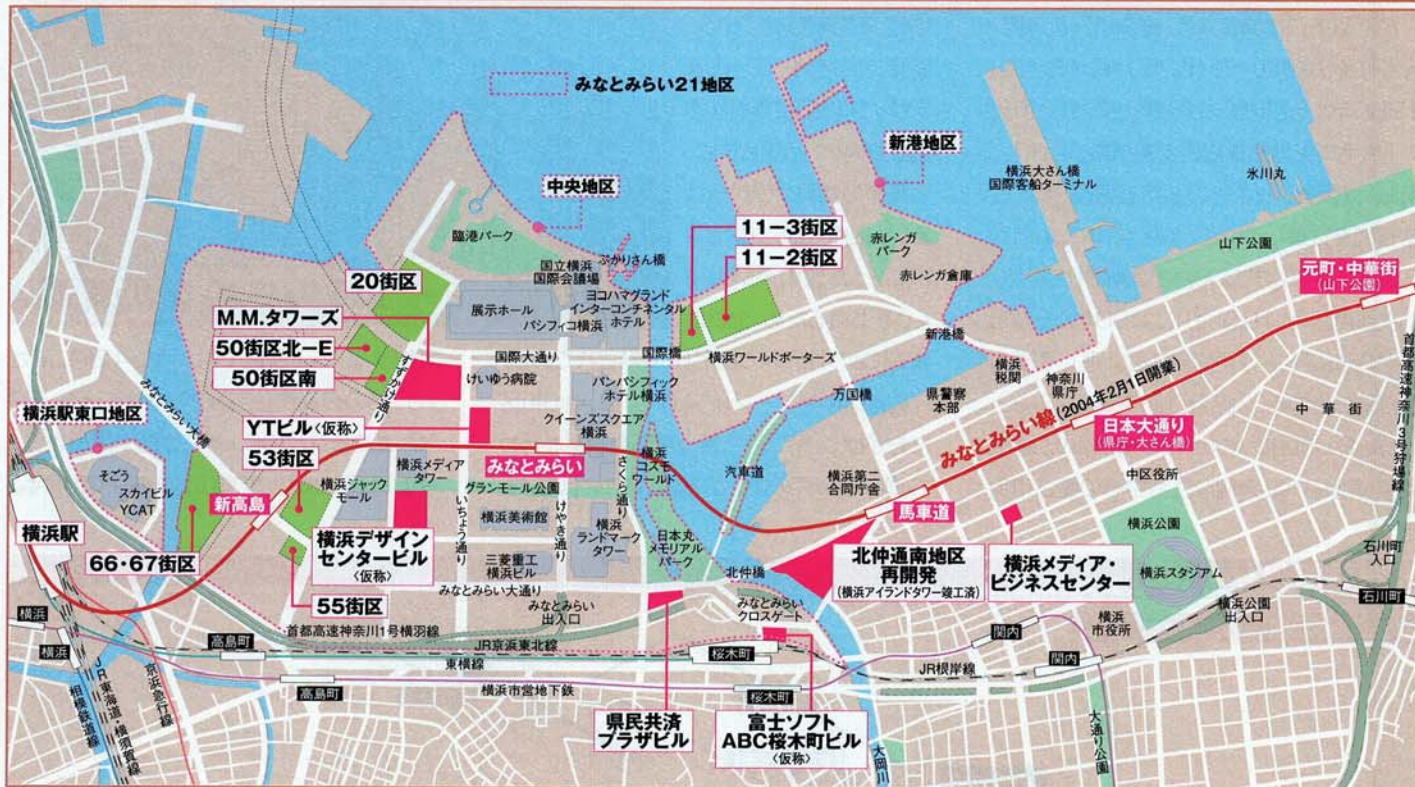 みなとみらい21地区
新港地区
中央地区
横浜大さん橋
国際客船ターミナル
氷川丸
臨港パーク
11－3街区
11－2街区
赤レンガ
パーク
山下公園
国立横浜
国際会議場
ぷかりさん橋
赤レンガ倉庫
元町・中華街
(山下公園)
20街区
展示ホール
ヨコハマグランド
インターコンチネンタル
ホテル
パシフィコ横浜
M.M.タワーズ
50街区北－E
50街区南
すずかけ通り
国際大通り
国際橋
横浜ワールドポーターズ
新港橋
横浜
税関
神奈川
県庁
みなとみらい線(2004年2月1日開業)
首都高速神奈川3号狩場線
けいゆう病院
パンパシフィック
ホテル横浜
万国橋
県警察
本部
中華街
日本大通り
(県庁・大さん橋)
みなとみらい大橋
横浜駅東口地区
YTビル〈仮称〉
クイーンズスクエア
横浜
53街区
みなとみらい
横浜
コスモ
ワールド
汽車道
横浜第二
合同庁舎
中区役所
そごう
スカイビル
YCAT
新高島
横浜ジャック
モール
横浜メディア
タワー
グランモール公園
さくら通り
いちょう通り
けやき通り
馬車道
横浜公園
横浜駅
横浜美術館
横浜
ランドマーク
タワー
日本丸
メモリアル
パーク
66・67街区
横浜デザイン
センタービル
〈仮称〉
三菱重工
横浜ビル
北仲橋
北仲通南地区
再開発
(横浜アイランドタワー竣工済)
横浜メディア・
ビジネスセンター
横浜スタジアム
石川町
入口
石川町
みなとみらい大通り
55街区
みなとみらい
出入口
みなとみらい
クロスゲート
横浜
市役所
横浜公園
出入口
首都高速神奈川1号横羽線
横浜
高島町
JR京浜東北線
関内
横浜
東横線
桜木町
関内
JR根岸線
高島町
横浜市営地下鉄
桜木町
京浜急行線
JR東海道・横須賀線
相模鉄道線
県民共済
プラザビル
富士ソフト
ABC桜木町ビル
〈仮称〉
大岡川
大通り公園